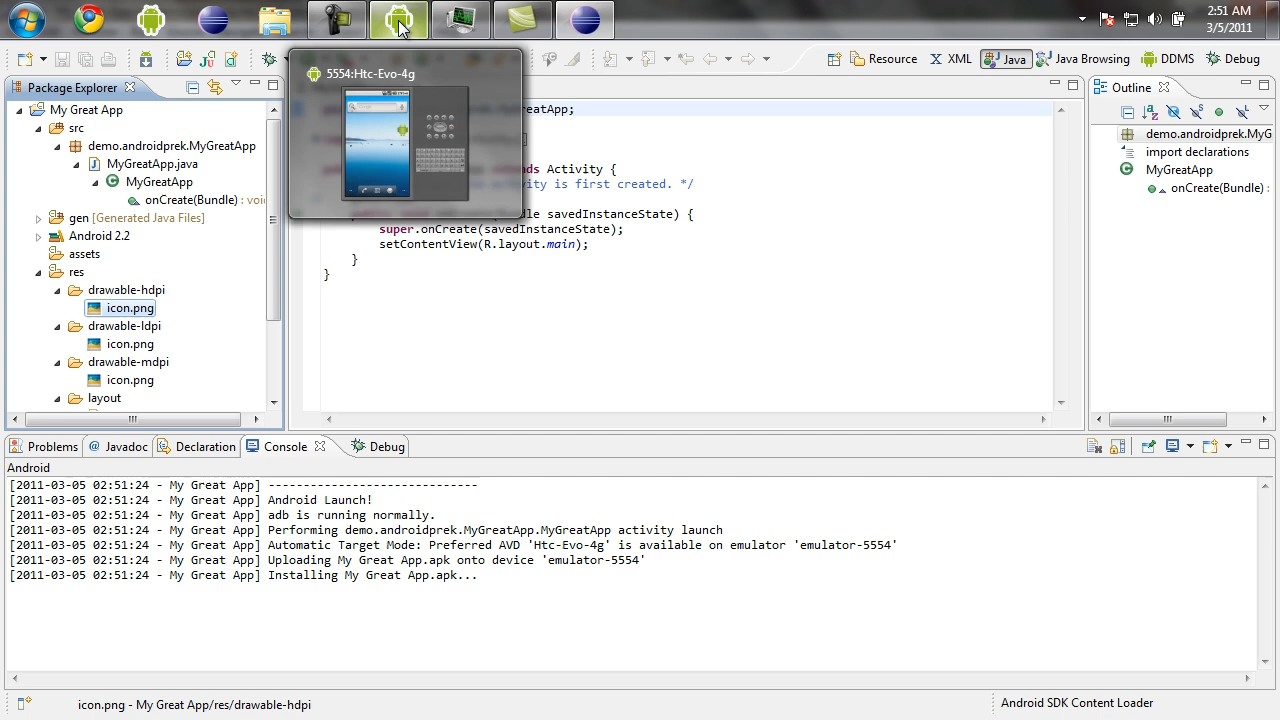 2:51 AM
3/5/2011
Resource
XML
Java
Java Browsing
DDMS
Debug
Package Explorer
My Great App
src
demo.androidprek.MyGreatApp
MyGreatApp.java
MyGreatApp
onCreate(Bundle) : voi
gen [Generated Java Files]
Android 2.2
assets
res
drawable-hdpi
icon.png
drawable-ldpi
icon.png
drawable-mdpi
icon.png
layout
5554:Htc-Evo-4g
reatApp;
tends Activity {
tivity is first created. */
dle savedInstanceState) {
super.onCreate(savedInstanceState);
setContentView(R.layout.main);
}
}
Outline
demo.androidprek.MyG
import declarations
MyGreatApp
onCreate(Bundle) :
Problems
@ Javadoc
Declaration
Console
Debug
Android
[2011-03-05 02:51:24 - My Great App] ------------------------------
[2011-03-05 02:51:24 - My Great App] Android Launch!
[2011-03-05 02:51:24 - My Great App] adb is running normally.
[2011-03-05 02:51:24 - My Great App] Performing demo.androidprek.MyGreatApp.MyGreatApp activity launch
[2011-03-05 02:51:24 - My Great App] Automatic Target Mode: Preferred AVD 'Htc-Evo-4g' is available on emulator 'emulator-5554'
[2011-03-05 02:51:24 - My Great App] Uploading My Great App.apk onto device 'emulator-5554'
[2011-03-05 02:51:24 - My Great App] Installing My Great App.apk...
icon.png - My Great App/res/drawable-hdpi
Android SDK Content Loader